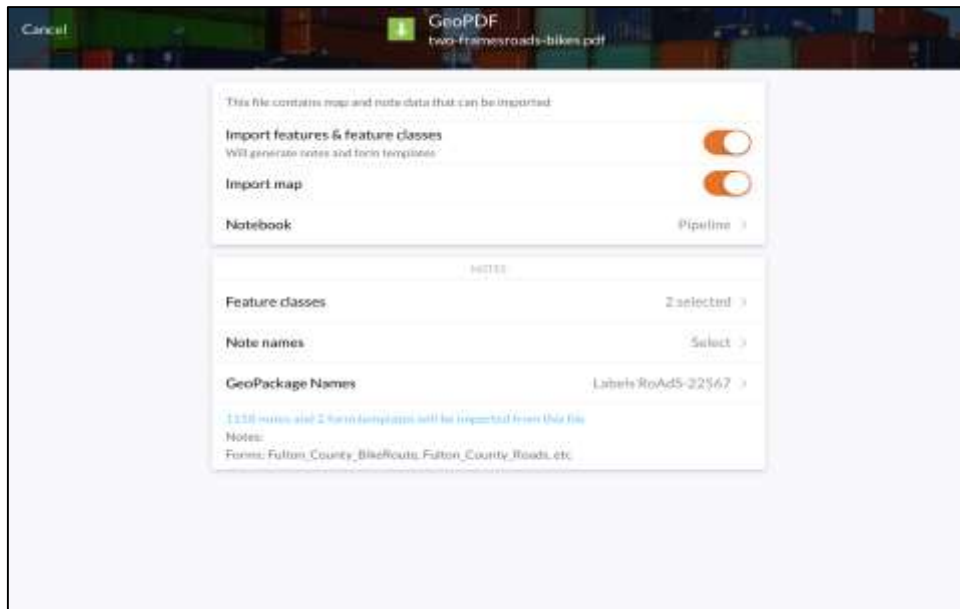 Cancel
GeoPDF
two-framesroads-bikes.pdf
This file contains map and note data that can be imported
Import features & feature classes
Will generate notes and form templates
Import map
Notebook
Pipeline >
NOTES
Feature classes
2 selected >
Note names
Select >
GeoPackage Names
Labels RoAdS-22567 >
1158 notes and 2 form templates will be imported from this file
Notes:
Forms: Fulton_County_BikeRoute, Fulton_County_Roads, etc